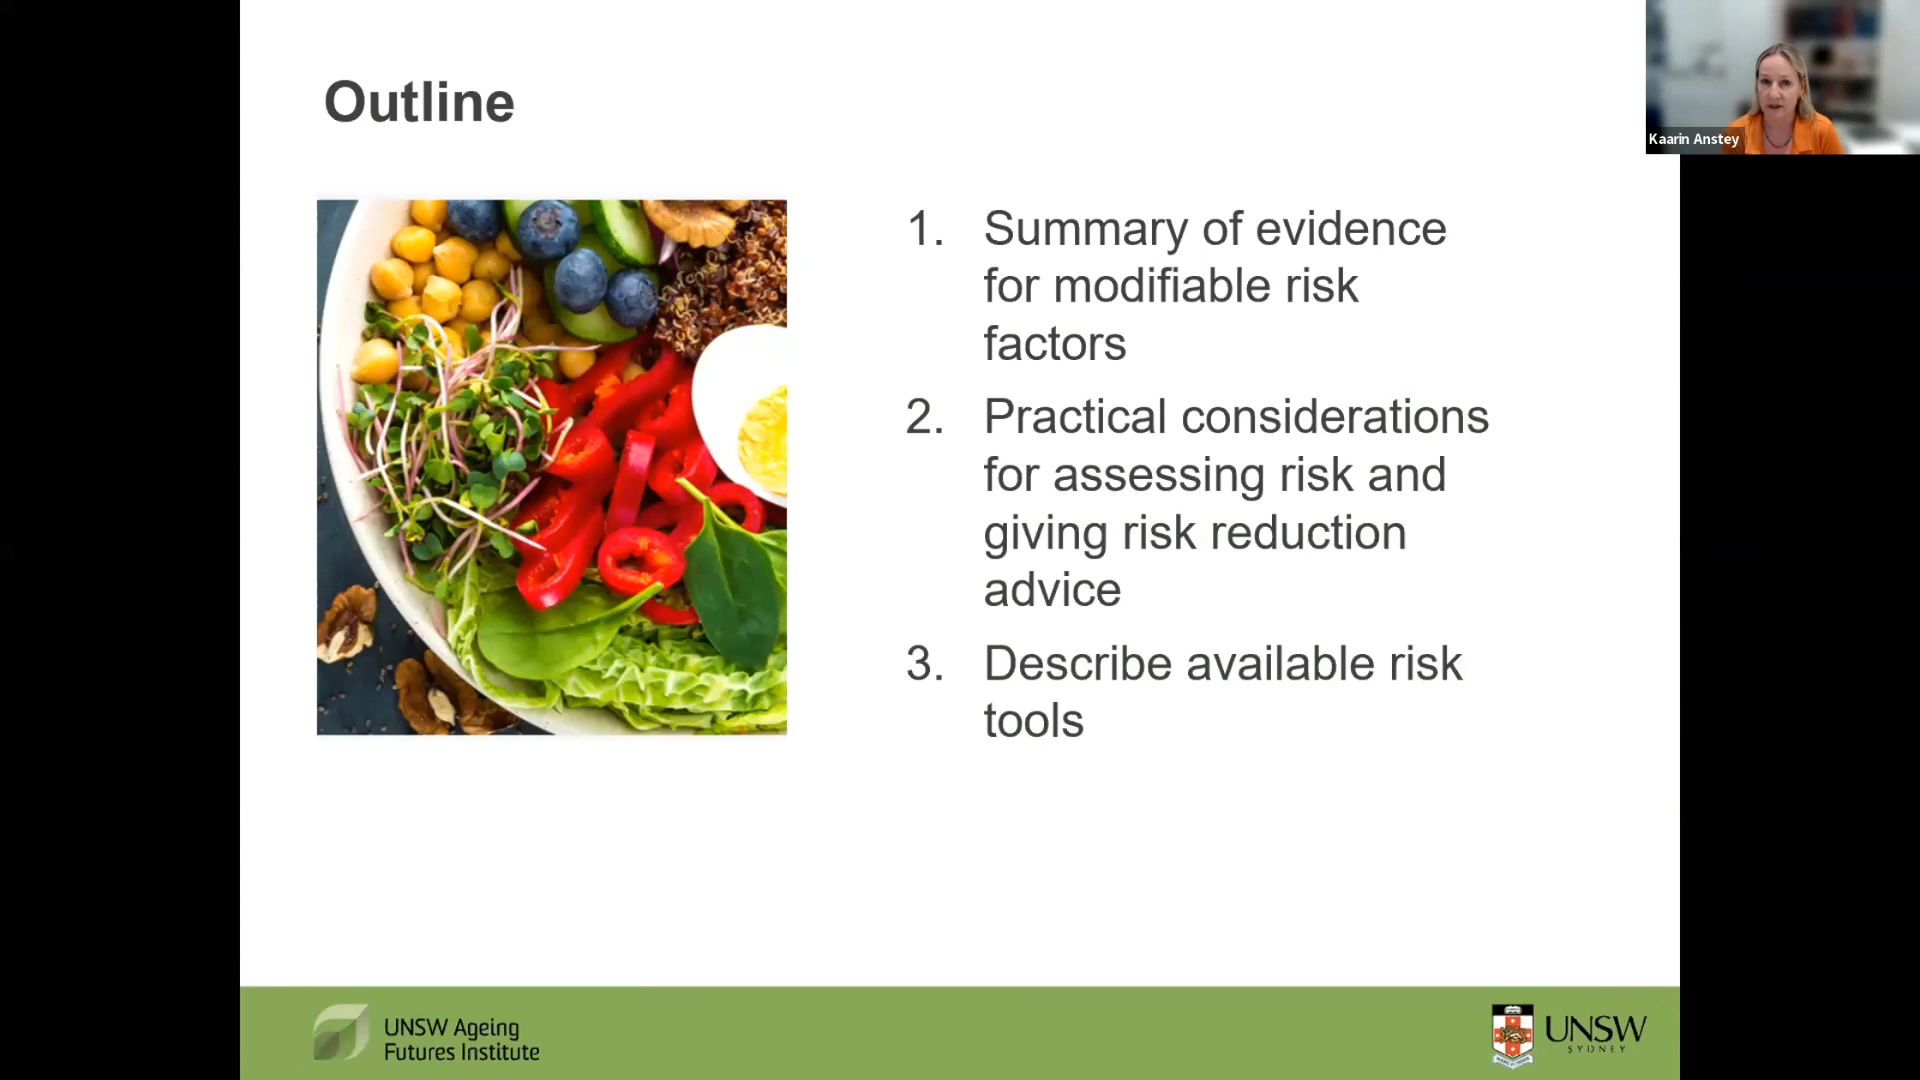 Outline
Kaarin Anstey
1. Summary of evidence
for modifiable risk
factors
2. Practical considerations
for assessing risk and
giving risk reduction
advice
3. Describe available risk
tools
UNSW Ageing
Futures Institute
UNSW
SYDNEY